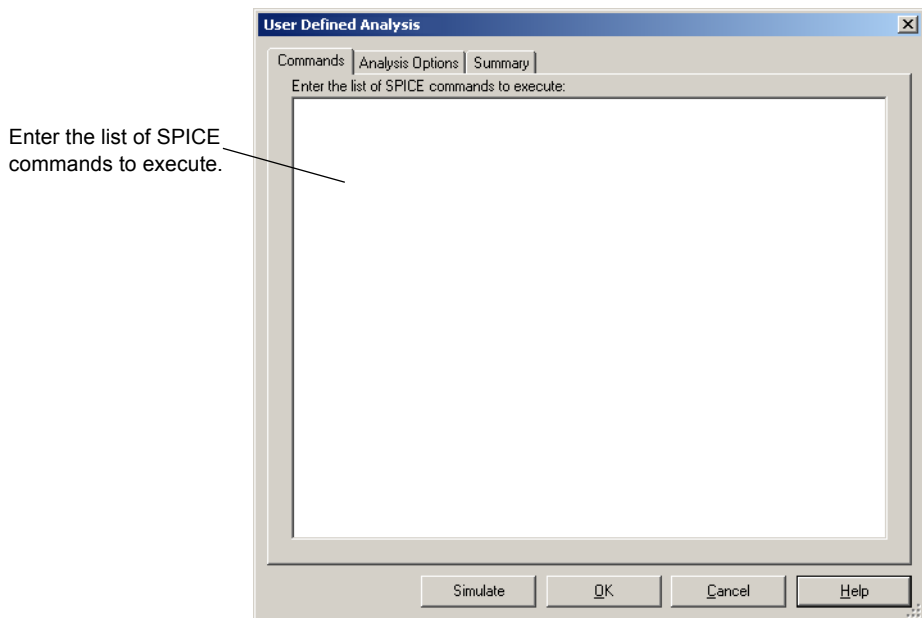 User Defined Analysis
Commands Analysis Options Summary
Enter the list of SPICE commands to execute:
Enter the list of SPICE
commands to execute.
Simulate OK Cancel Help